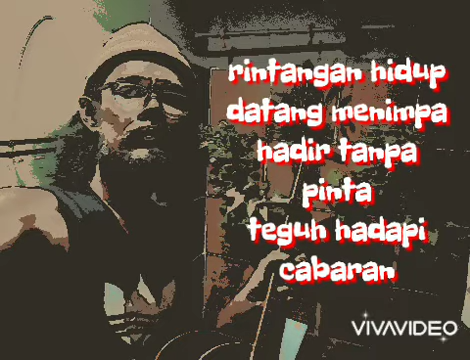 rintangan hidup
datang menimpa
hadir tanpa
pinta
teguh hadapi
cabaran
VIVAVIDEO